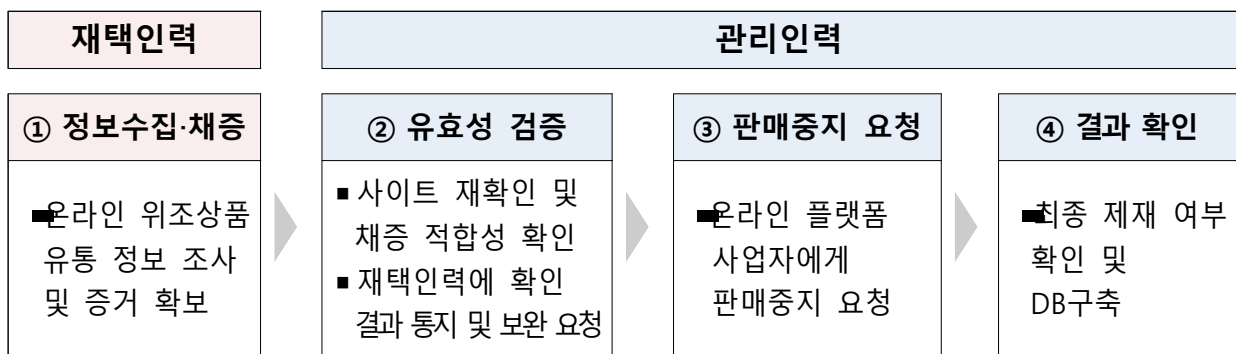 재택인력
관리인력
① 정보수집·채증
■온라인 위조상품
유통 정보 조사
및 증거 확보
② 유효성 검증
■ 사이트 재확인 및
채증 적합성 확인
■ 재택인력에 확인
결과 통지 및 보완 요청
③ 판매중지 요청
■온라인 플랫폼
사업자에게
판매중지 요청
④ 결과 확인
■최종 제재 여부
확인 및
DB구축